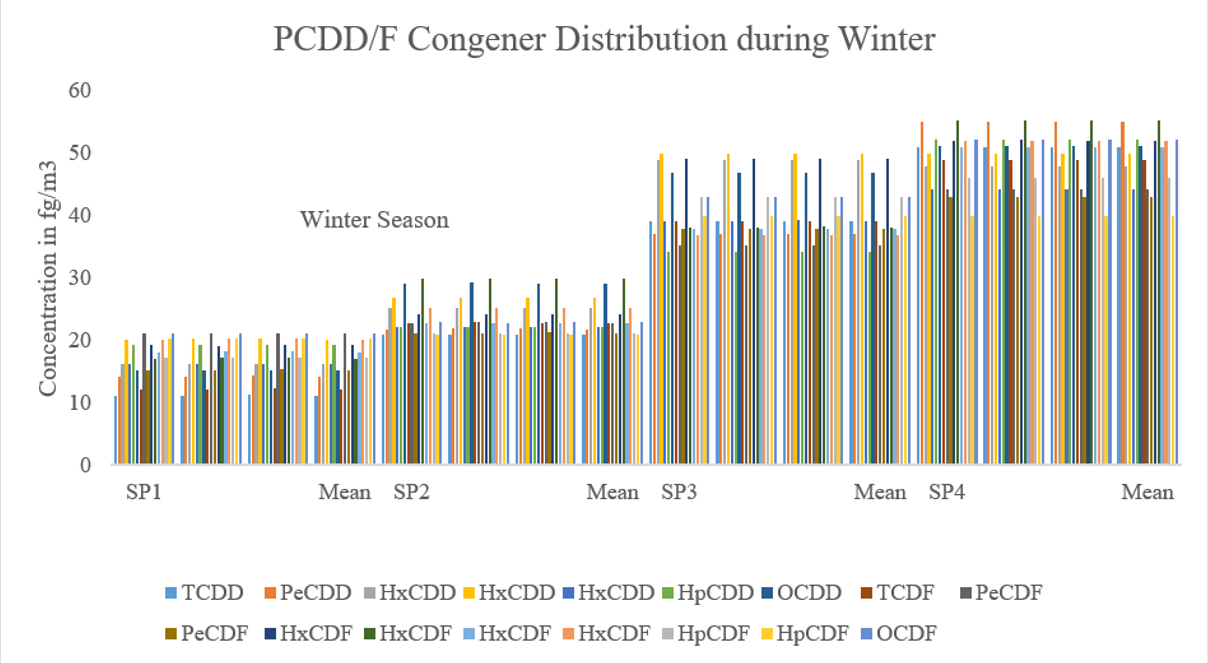 PCDD/F Congener Distribution during Winter
Concentration in fg/m3
60
50
40
30
20
10
0
Winter Season
SP1 Mean SP2 Mean SP3 Mean SP4 Mean
TCDD PeCDD HxCDD HxCDD HxCDD HpCDD OCDD TCDF PeCDF
PeCDF HxCDF HxCDF HxCDF HxCDF HpCDF HpCDF OCDF